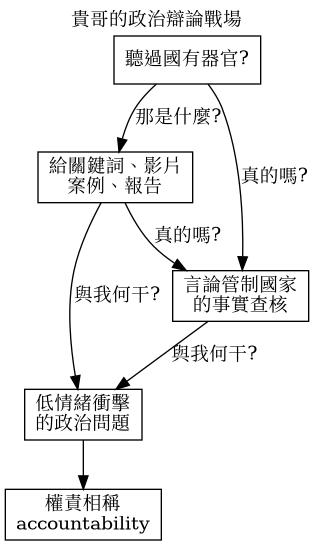 貴哥的政治辯論戰場
聽過國有器官?
那是什麼?
給關鍵詞、影片
案例、報告
真的嗎?
真的嗎?
言論管制國家
的事實查核
與我何干?
與我何干?
低情緒衝擊
的政治問題
權責相稱
accountability